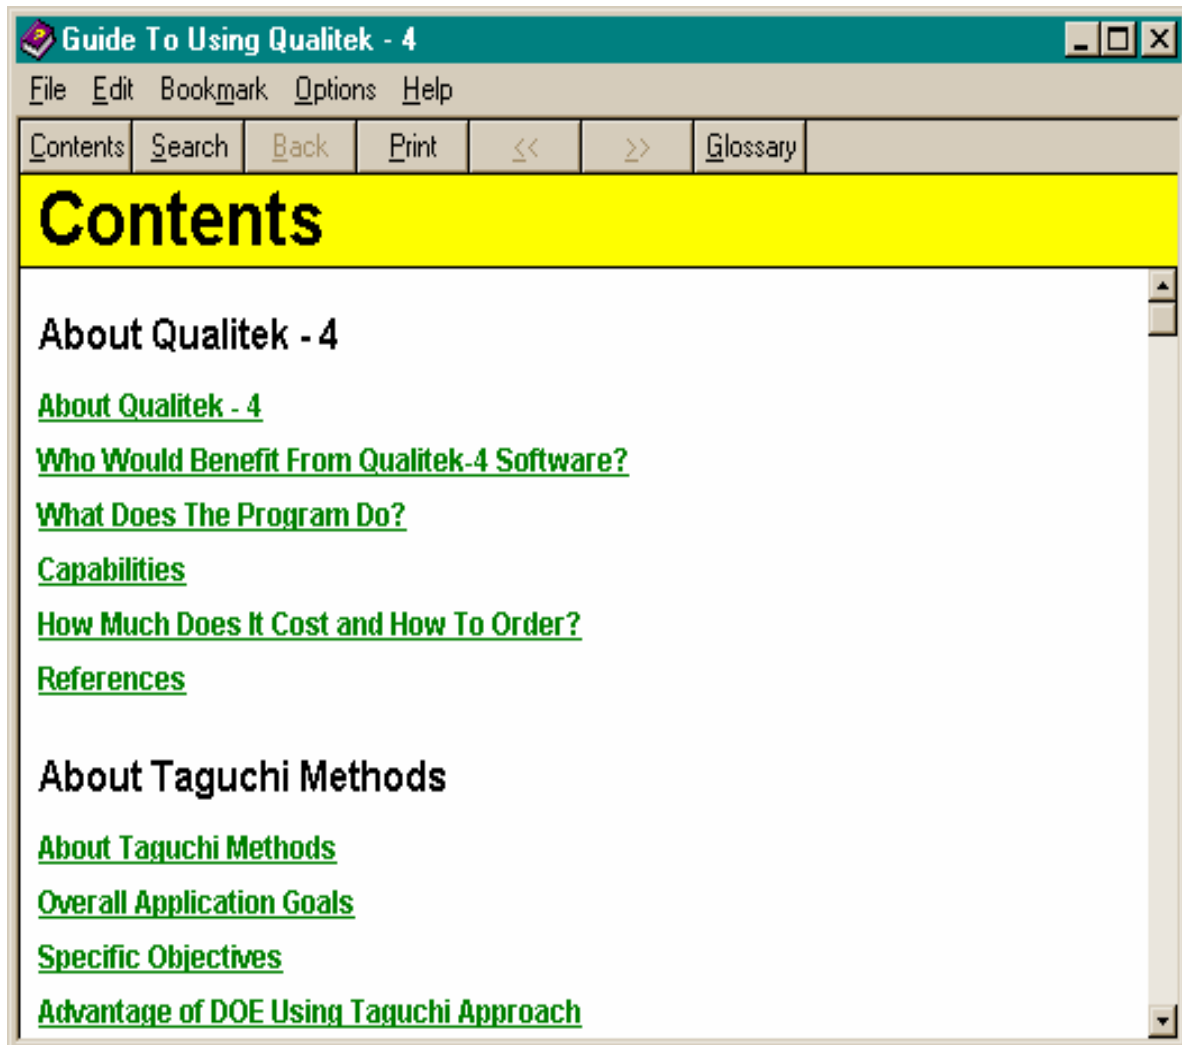 Guide To Using Qualitek - 4
File Edit Bookmark Options Help
Contents Search Back Print << >> Glossary
Contents
About Qualitek - 4
About Qualitek - 4
Who Would Benefit From Qualitek-4 Software?
What Does The Program Do?
Capabilities
How Much Does It Cost and How To Order?
References
About Taguchi Methods
About Taguchi Methods
Overall Application Goals
Specific Objectives
Advantage of DOE Using Taguchi Approach